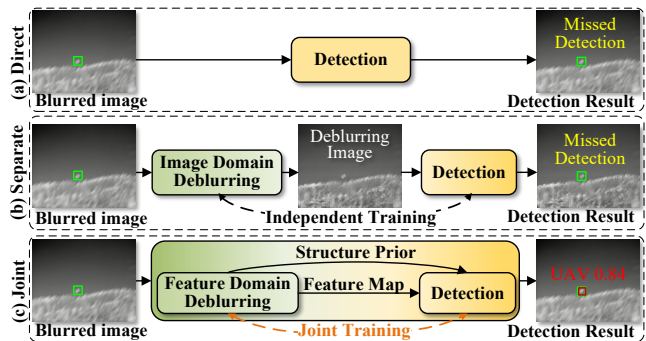 (a) Direct
Blurred image
Detection
Missed
Detection
Detection Result
(b) Separate
Blurred image
Image Domain
Deblurring
Deblurring
Image
Detection
Independent Training
Missed
Detection
Detection Result
(c) Joint
Blurred image
Structure Prior
Feature Domain
Deblurring
Feature Map
Detection
Joint Training
UAV 0.84
Detection Result